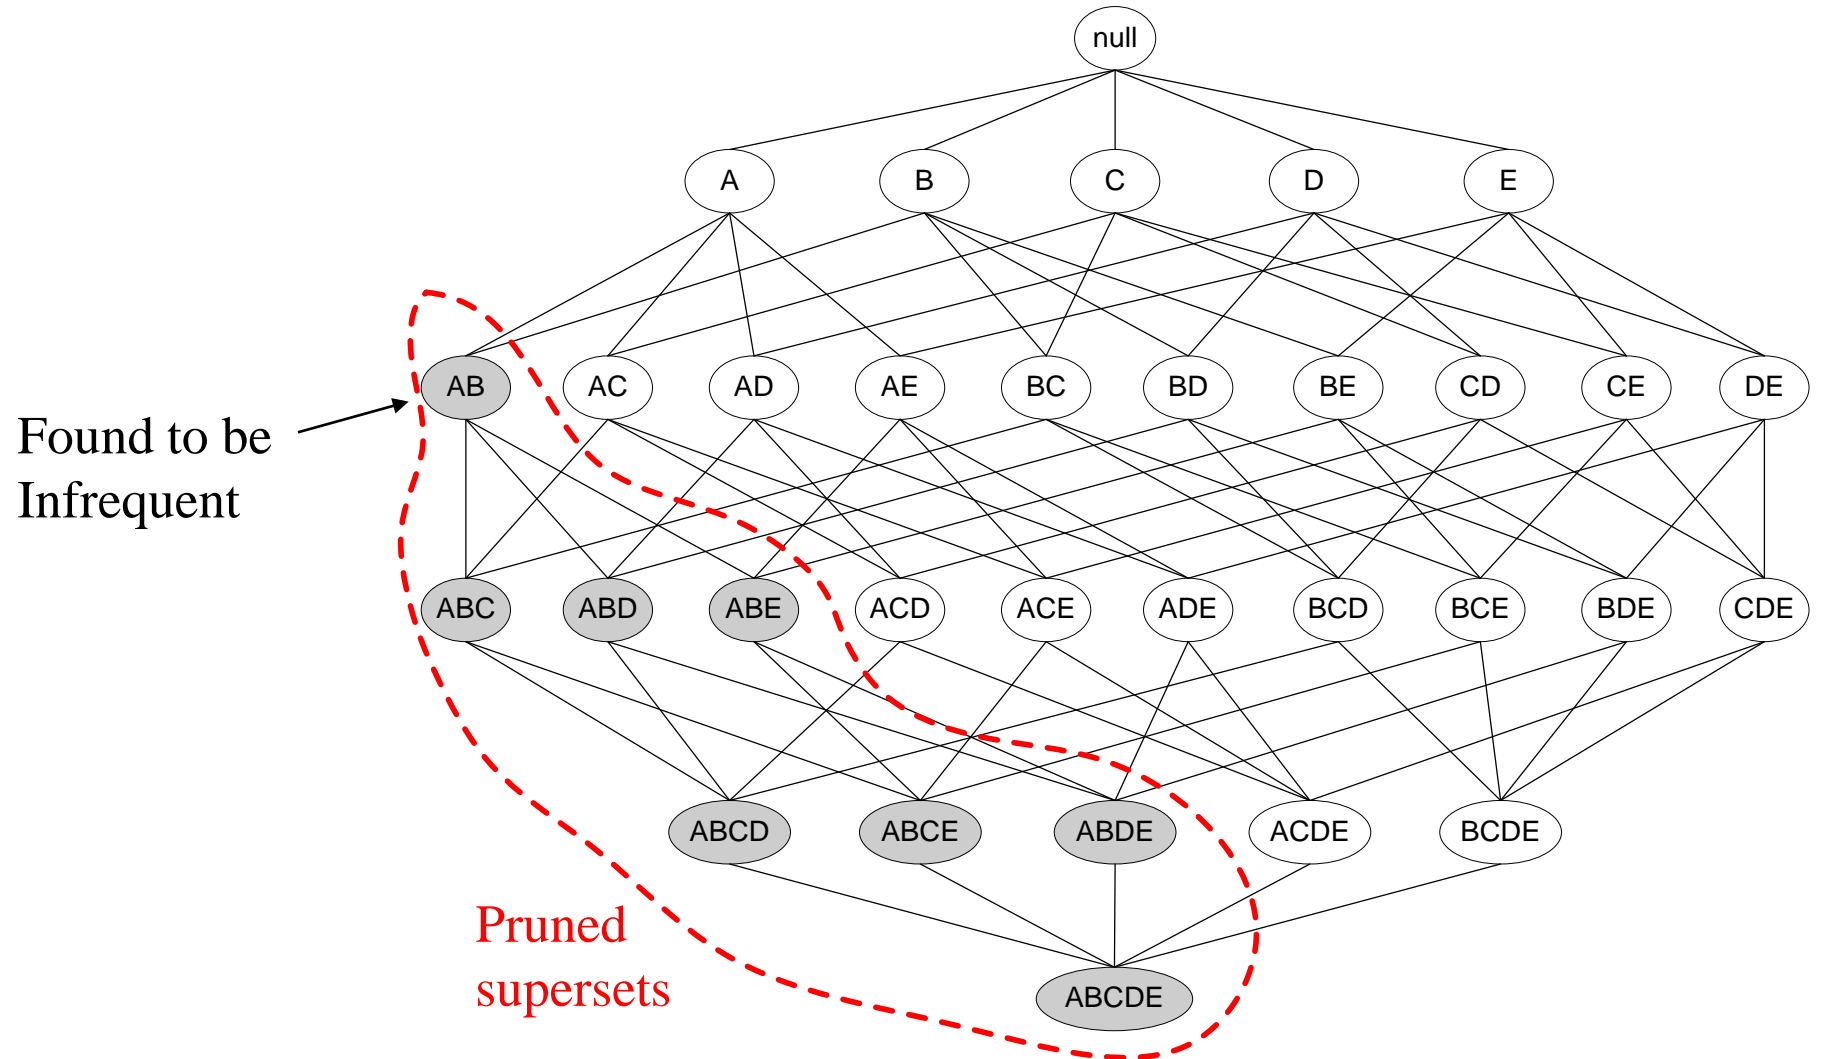 null
A B C D E
AB AC AD AE BC BD BE CD CE DE
Found to be
Infrequent
ABC ABD ABE ACD ACE ADE BCD BCE BDE CDE
ABCD ABCE ABDE ACDE BCDE
Pruned
supersets
ABCDE